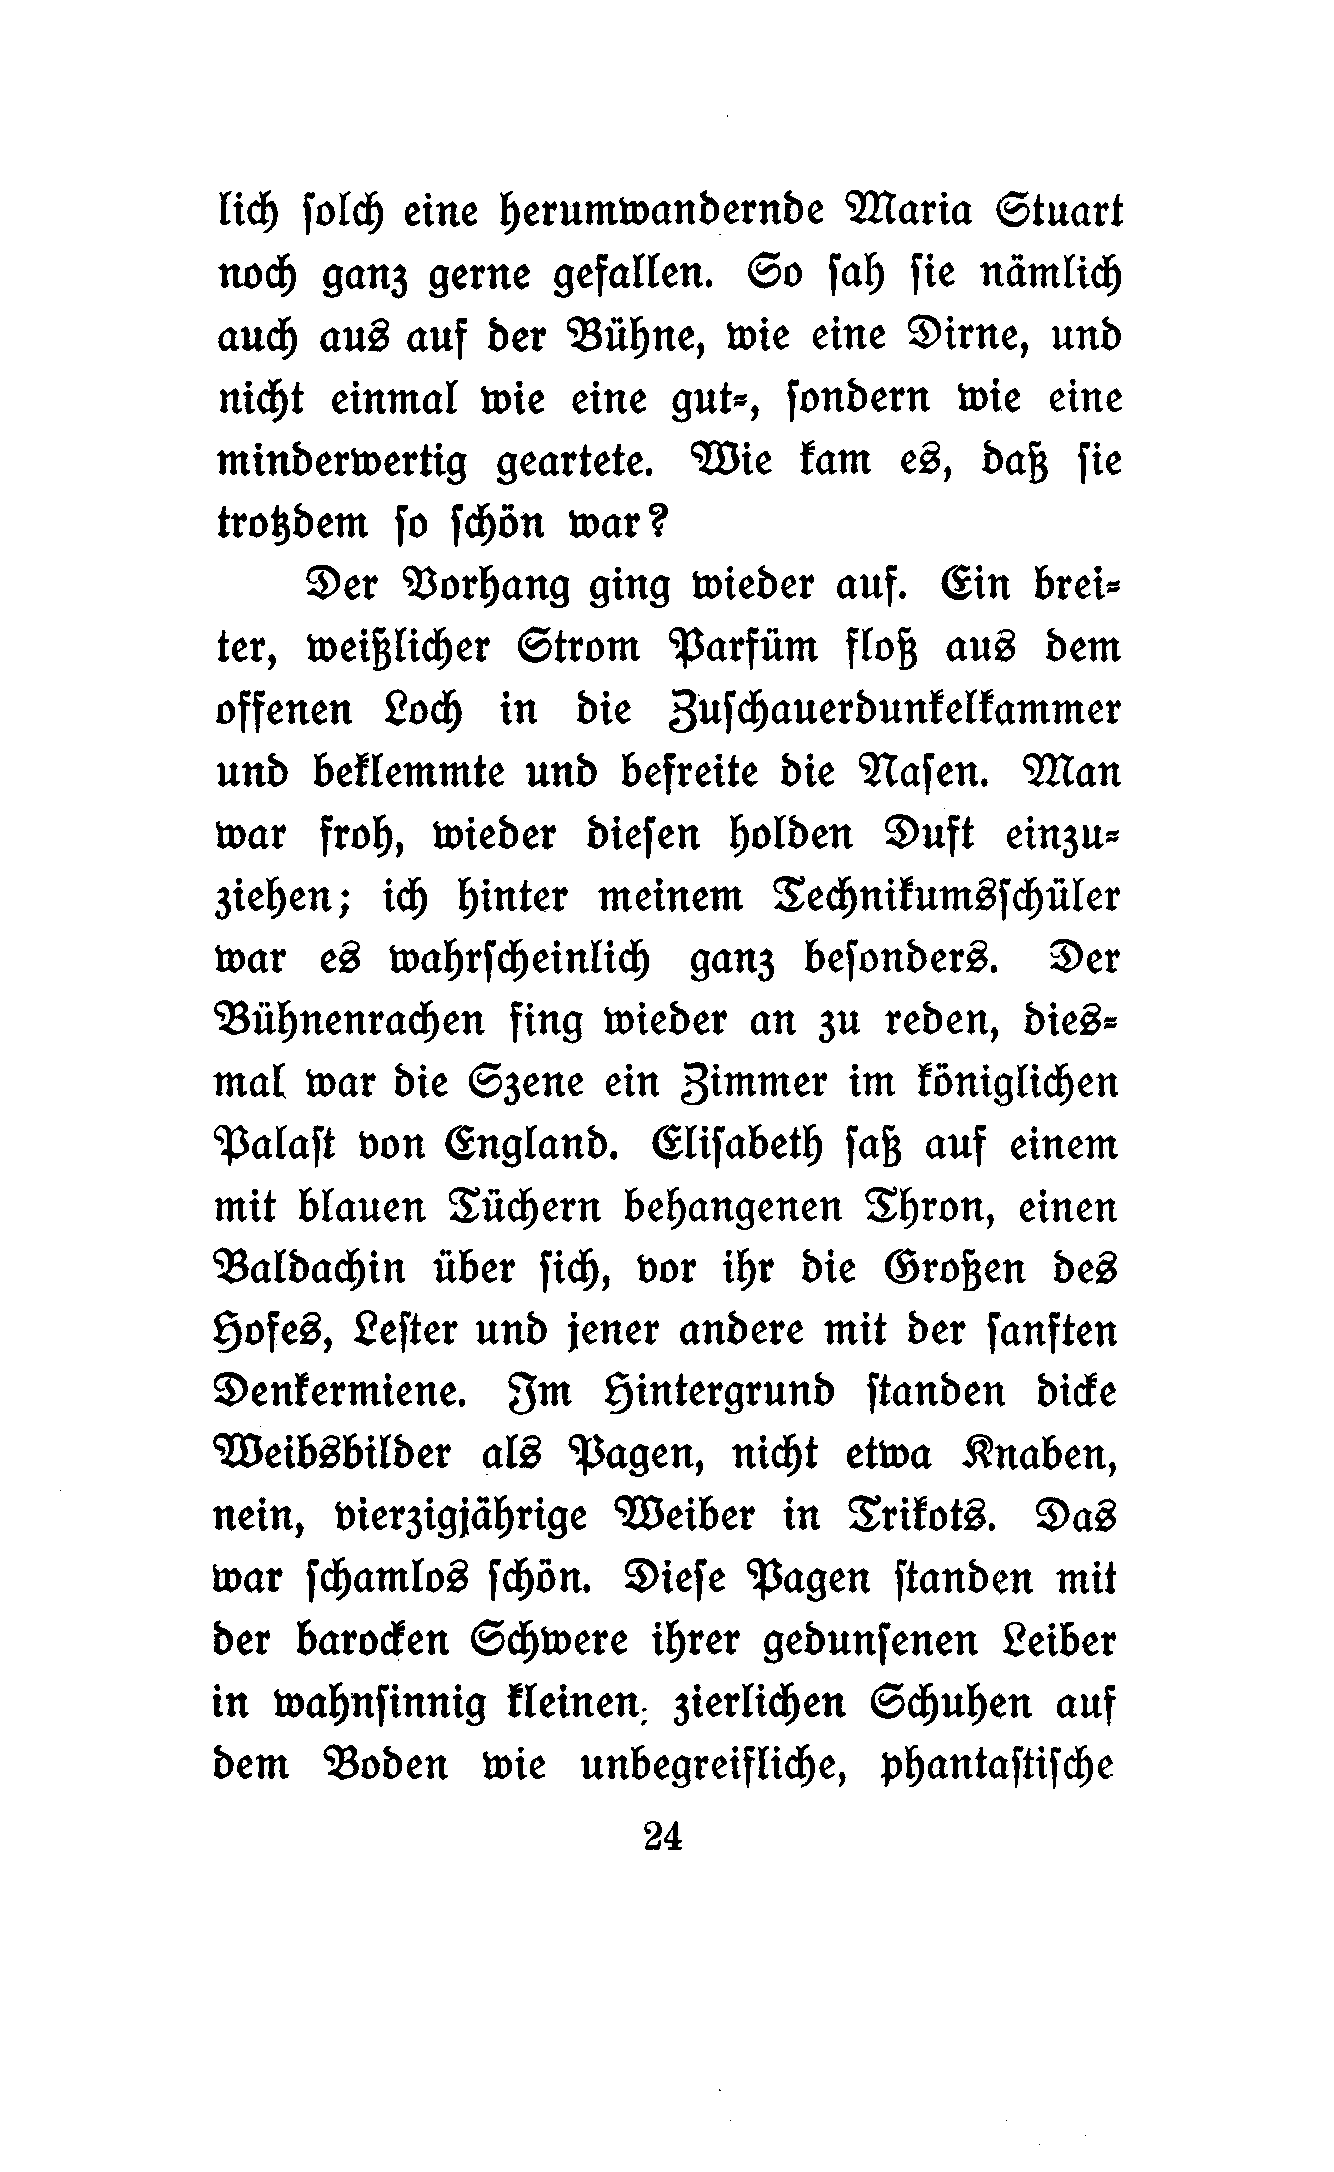 lich solch eine herumwandernde Maria Stuart
noch ganz gerne gefallen. So sah sie nämlich
auch aus auf der Bühne, wie eine Dirne, und
nicht einmal wie eine gut-, sondern wie eine
minderwertig geartete. Wie kam es, daß sie
trotzdem so schön war?
Der Vorhang ging wieder auf. Ein brei-
ter, weißlicher Strom Parfüm floß aus dem
offenen Loch in die Zuschauerdunkelkammer
und beklemmte und befreite die Nasen. Man
war froh, wieder diesen holden Duft einzu-
ziehen; ich hinter meinem Technikumsschüler
war es wahrscheinlich ganz besonders. Der
Bühnenrachen fing wieder an zu reden, dies-
mal war die Szene ein Zimmer im königlichen
Palast von England. Elisabeth saß auf einem
mit blauen Tüchern behangenen Thron, einen
Baldachin über sich, vor ihr die Großen des
Hofes, Lester und jener andere mit der sanften
Denkermiene. Im Hintergrund standen dicke
Weibsbilder als Pagen, nicht etwa Knaben,
nein, vierzigjährige Weiber in Trikots. Das
war schamlos schön. Diese Pagen standen mit
der barocken Schwere ihrer gedunsenen Leiber
in wahnsinnig kleinen, zierlichen Schuhen auf
dem Boden wie unbegreifliche, phantastische
24